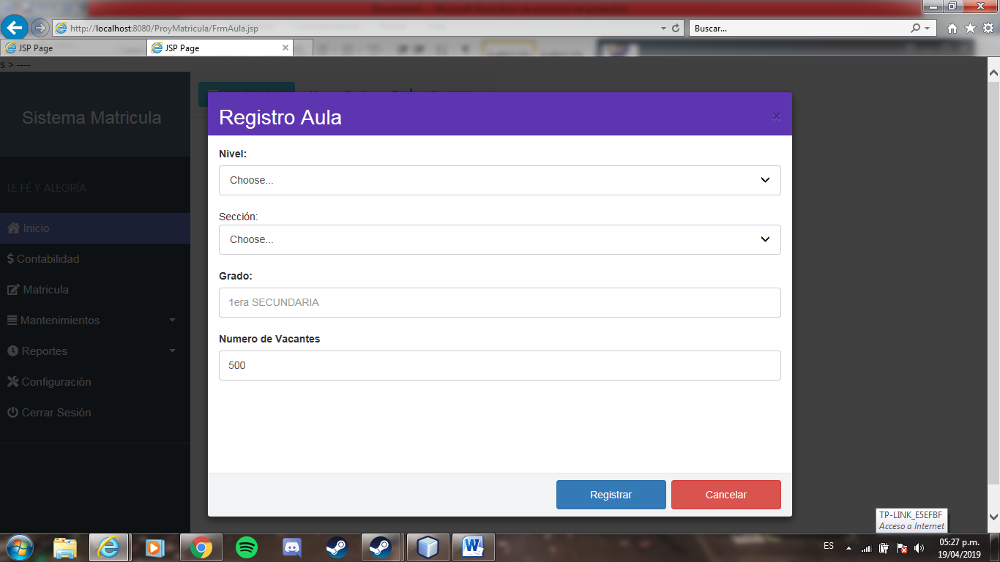 http://localhost:8080/ProyMatricula/FrmAula.jsp
Buscar...
JSP Page
JSP Page
s > ----
Sistema Matricula
I.E FÉ Y ALEGRÍA
Inicio
Contabilidad
Matricula
Mantenimientos
Reportes
Configuración
Cerrar Sesión
Registro Aula
×
Nivel:
Choose...
Sección:
Choose...
Grado:
1era SECUNDARIA
Numero de Vacantes
500
Registrar
Cancelar
TP-LINK_E5EFBF
Acceso a Internet
ES
05:27 p.m.
19/04/2019